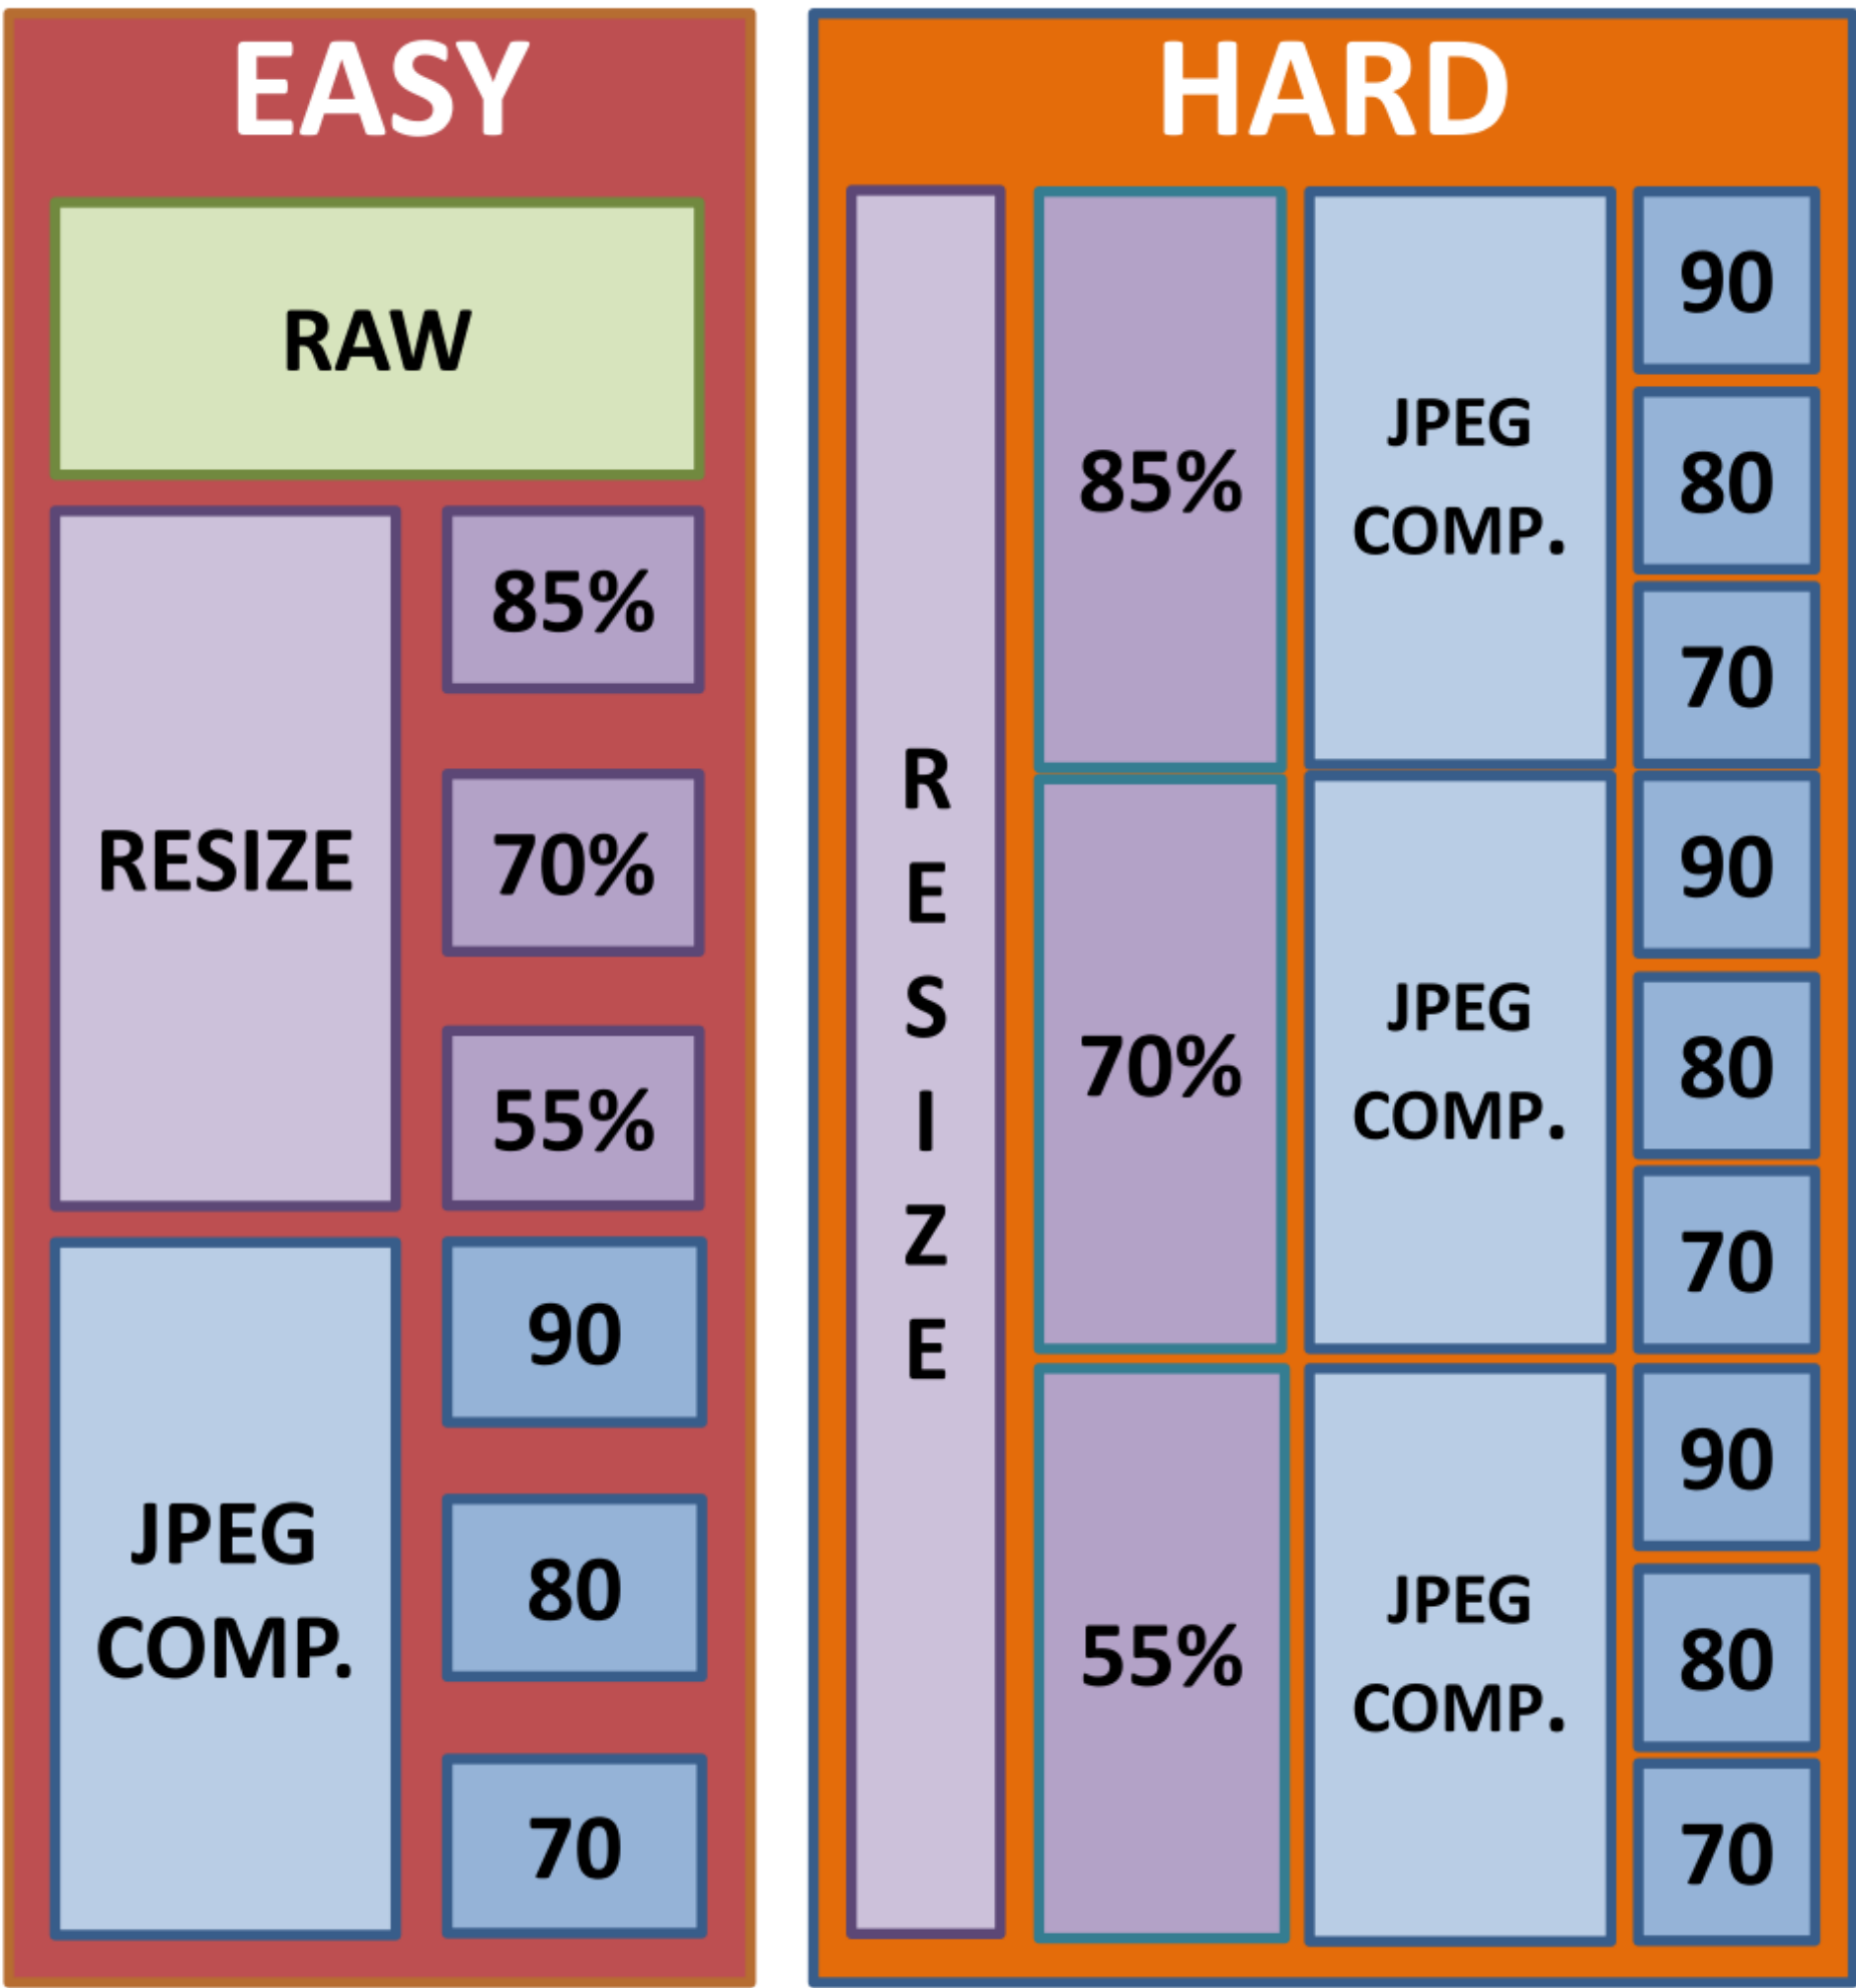 EASY
RAW
RESIZE
85%
70%
55%
JPEG
COMP.
90
80
70
HARD
R
E
S
I
Z
E
85%
JPEG
COMP.
90
80
70
70%
JPEG
COMP.
90
80
70
55%
JPEG
COMP.
90
80
70